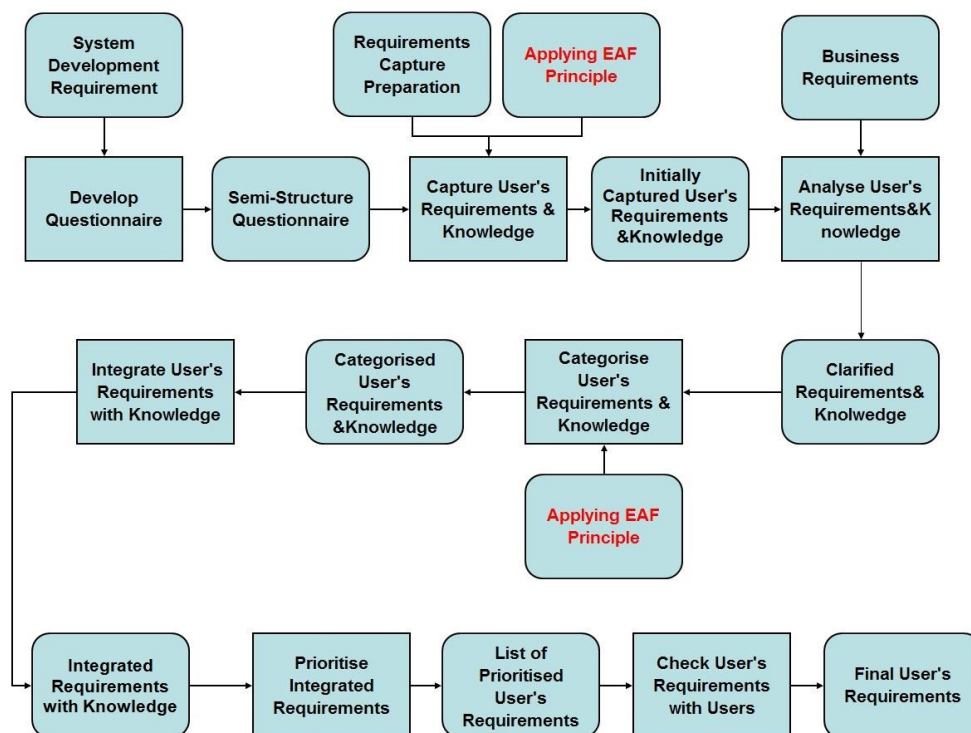 System
Development
Requirement
Requirements
Capture
Preparation
Applying EAF
Principle
Business
Requirements
Develop
Questionnaire
Semi-Structure
Questionnaire
Capture User's
Requirements &
Knowledge
Initially
Captured User's
Requirements
&Knowledge
Analyse User's
Requirements&K
nowledge
Integrate User's
Requirements
with Knowledge
Categorised
User's
Requirements
&Knowledge
Categorise
User's
Requirements &
Knowledge
Clarified
Requirements&
Knolwedge
Applying EAF
Principle
Integrated
Requirements
with Knowledge
Prioritise
Integrated
Requirements
List of
Prioritised
User's
Requirements
Check User's
Requirements
with Users
Final User's
Requirements